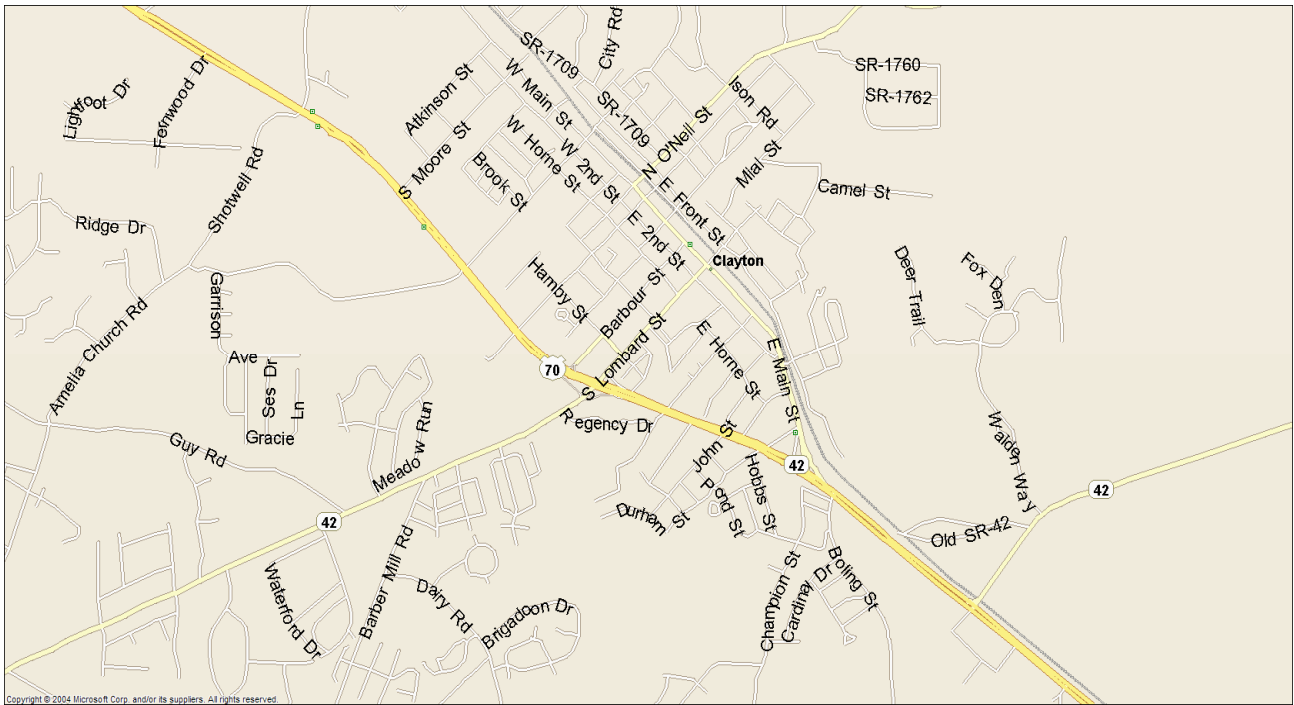 City Rd
SR-1709
SR-1760
SR-1762
W Main St
Atkinson St
Ison Rd
Lightfoot Dr
Fernwood Dr
SR-1709
N O'Neil St
S Moore St
W Horne St
W 2nd St
Mial St
Brook St
Shotwell Rd
E Front St
Camel St
Ridge Dr
E 2nd St
Clayton
Deer Trail
Fox Den
Hamby St
Barbour St
Garrison
Amelia Church Rd
S Lombard St
E Horne St
E Main St
Ave
Ses Dr
70
Ln
Gracie
Regency Dr
Meadow Run
Guy Rd
John St
Walden Way
42
42
Hobbs St
Pond St
Durham St
42
Old SR-42
Barber Mill Rd
Waterford Dr
Dairy Rd
Brigadoon Dr
Champion St
Cardinal Dr
Boling St
Copyright © 2004 Microsoft Corp. and/or its suppliers. All rights reserved.